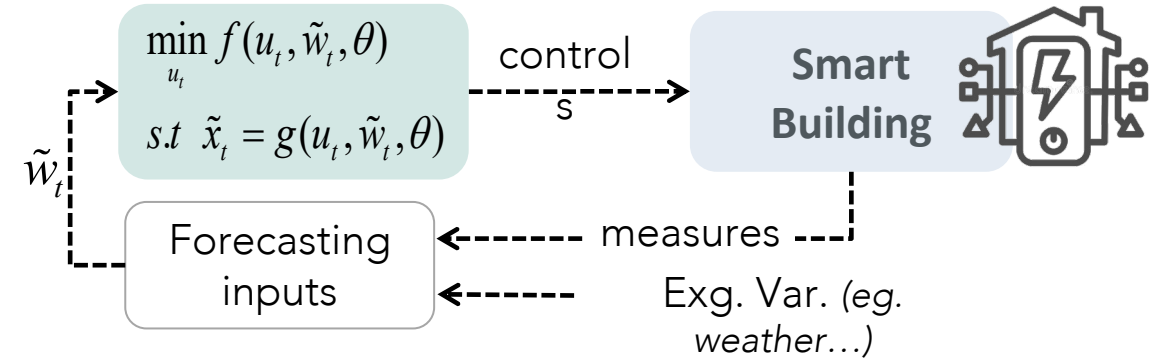 min f(u_t, w̃_t, θ)
u_t
s.t x̃_t = g(u_t, w̃_t, θ)
control
s
Smart
Building
w̃_t
Forecasting
inputs
measures
Exg. Var. (eg.
weather...)